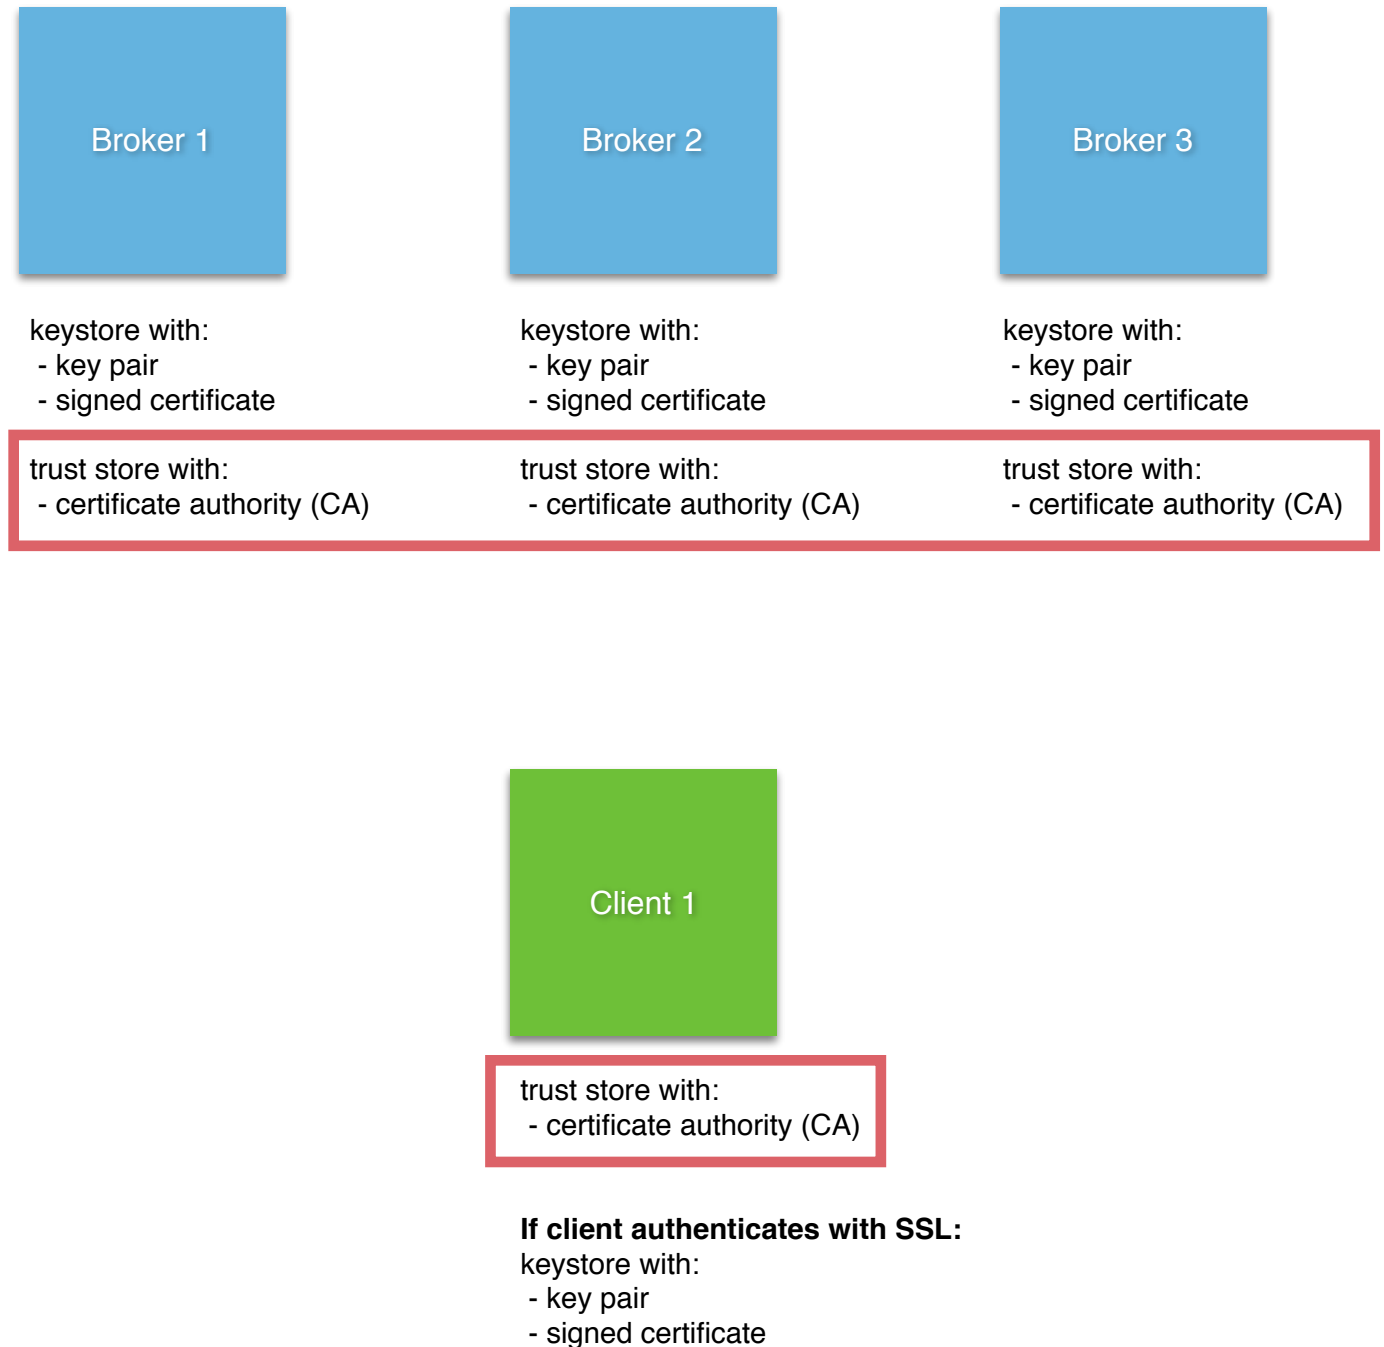 Broker 1
Broker 2
Broker 3
keystore with:
- key pair
- signed certificate
keystore with:
- key pair
- signed certificate
keystore with:
- key pair
- signed certificate
trust store with:
- certificate authority (CA)
trust store with:
- certificate authority (CA)
trust store with:
- certificate authority (CA)
Client 1
trust store with:
- certificate authority (CA)
If client authenticates with SSL:
keystore with:
- key pair
- signed certificate